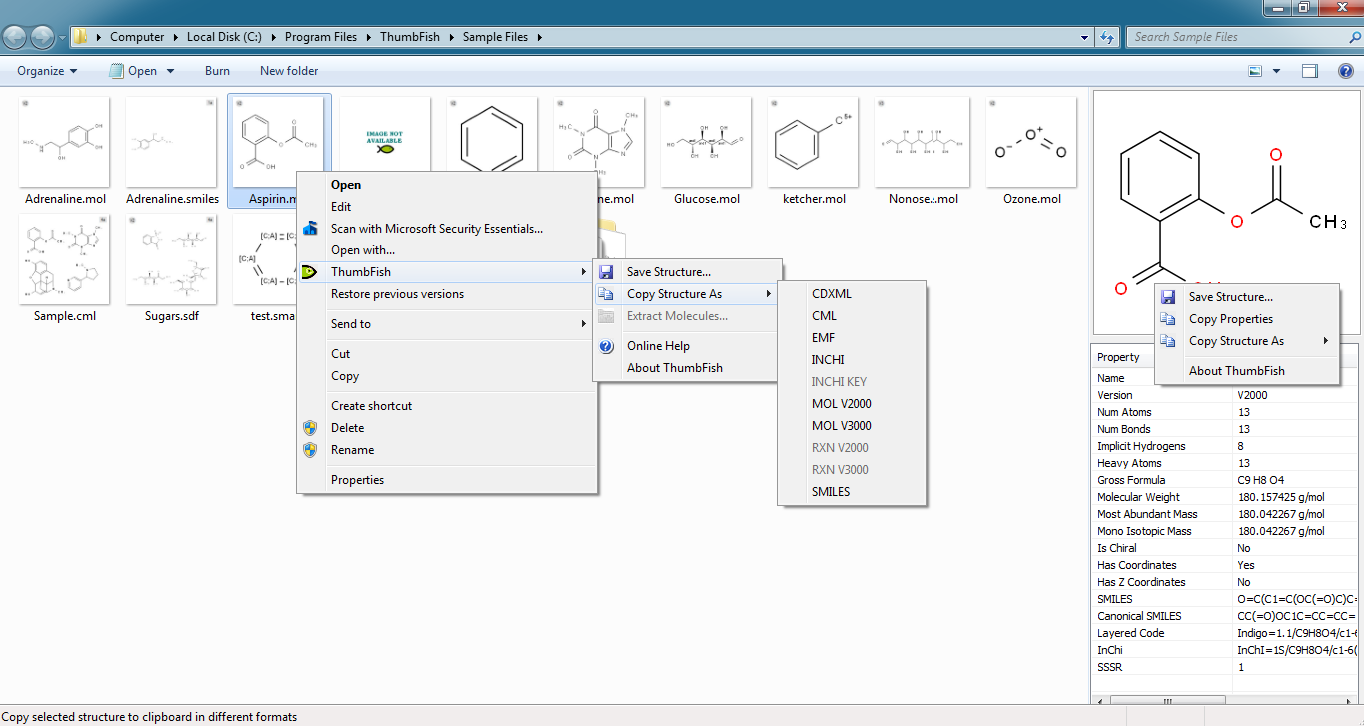 Computer
Local Disk (C:)
Program Files
ThumbFish
Sample Files
Search Sample Files
Organize
Open
Burn
New folder
IMAGE NOT
AVAILABLE
Adrenaline.mol
Adrenaline.smiles
Aspirin.m
ne.mol
Glucose.mol
ketcher.mol
Nonose...mol
Ozone.mol
Sample.cml
Sugars.sdf
test.sma
Open
Edit
Scan with Microsoft Security Essentials...
Open with...
ThumbFish
Restore previous versions
Send to
Cut
Copy
Create shortcut
Delete
Rename
Properties
Save Structure...
Copy Structure As
Extract Molecules...
Online Help
About ThumbFish
CDXML
CML
EMF
INCHI
INCHI KEY
MOL V2000
MOL V3000
RXN V2000
RXN V3000
SMILES
O
O
CH3
O
Save Structure...
Copy Properties
Copy Structure As
About ThumbFish
Property
Name
Version V2000
Num Atoms 13
Num Bonds 13
Implicit Hydrogens 8
Heavy Atoms 13
Gross Formula C9 H8 O4
Molecular Weight 180.157425 g/mol
Most Abundant Mass 180.042267 g/mol
Mono Isotopic Mass 180.042267 g/mol
Is Chiral No
Has Coordinates Yes
Has Z Coordinates No
SMILES O=C(C1=C(OC(=O)C)C=
Canonical SMILES CC(=O)OC1C=CC=CC=
Layered Code Indigo=1.1/C9H8O4/c1-6
InChi InChI=1S/C9H8O4/c1-6(
SSSR 1
Copy selected structure to clipboard in different formats